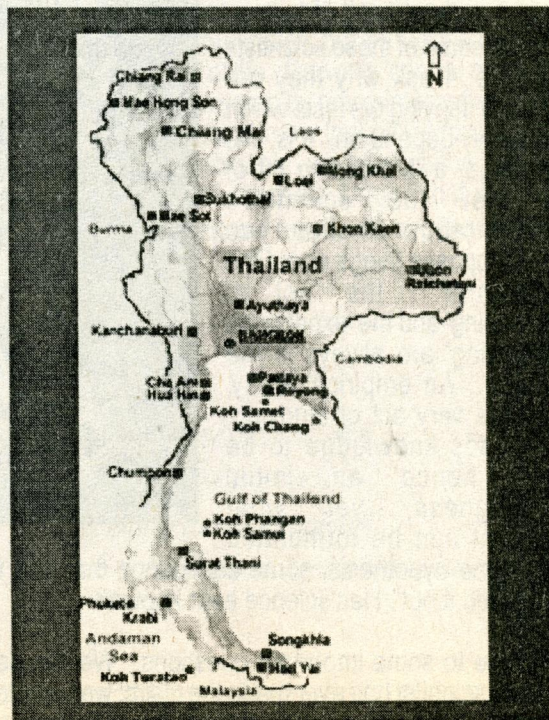 N
Chiang Rai
Mae Hong Son
Chiang Mai
Laos
Loei
Nong Khai
Sukhothai
Mae Sot
Burma
Khon Kaen
Thailand
Ubon
Ratchatani
Ayuthaya
Kanchanaburi
BANGKOK
Cambodia
Cha Am
Pattaya
Hua Hin
Rayong
Koh Samet
Koh Chang
Chumpon
Gulf of Thailand
Koh Phangan
Koh Samui
Surat Thani
Phuket
Krabi
Andaman
Sea
Songkhla
Had Yai
Koh Tarutao
Malaysia